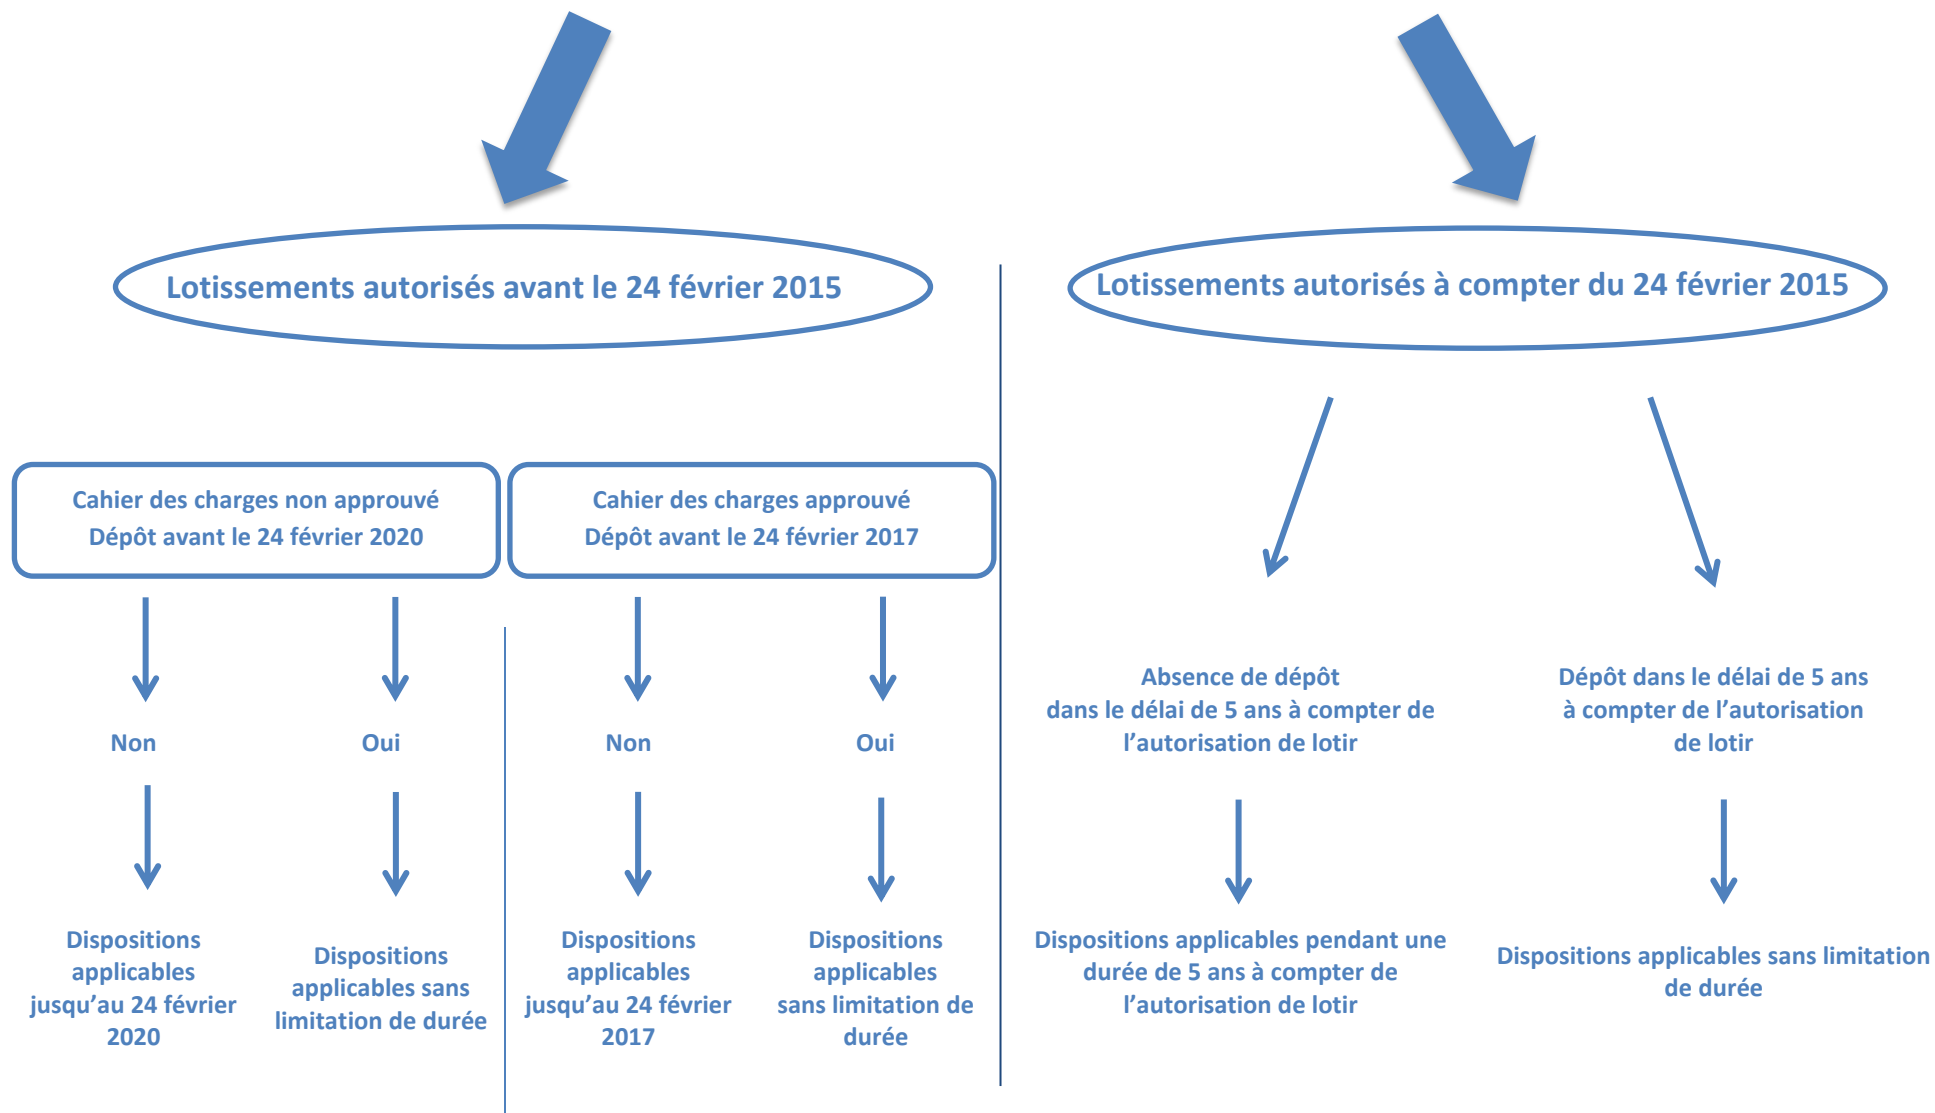 Lotissements autorisés avant le 24 février 2015
Lotissements autorisés à compter du 24 février 2015
Cahier des charges non approuvé
Dépôt avant le 24 février 2020
Cahier des charges approuvé
Dépôt avant le 24 février 2017
Non
Oui
Non
Oui
Absence de dépôt
dans le délai de 5 ans à compter de
l’autorisation de lotir
Dépôt dans le délai de 5 ans
à compter de l’autorisation
de lotir
Dispositions
applicables
jusqu’au 24 février
2020
Dispositions
applicables sans
limitation de durée
Dispositions
applicables
jusqu’au 24 février
2017
Dispositions
applicables
sans limitation de
durée
Dispositions applicables pendant une
durée de 5 ans à compter de
l’autorisation de lotir
Dispositions applicables sans limitation
de durée